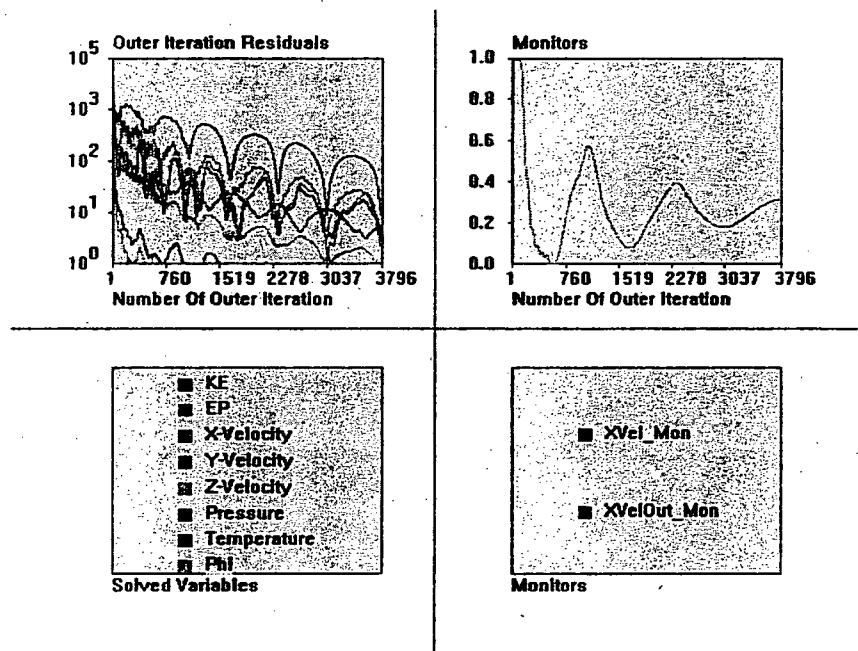 Outer Iteration Residuals
10^5
10^3
10^2
10^1
10^0
1 760 1519 2278 3037 3796
Number Of Outer Iteration
Monitors
1.0
0.8
0.6
0.4
0.2
0.0
1 760 1519 2278 3037 3796
Number Of Outer Iteration
KE
EP
X-Velocity
Y-Velocity
Z-Velocity
Pressure
Temperature
Phi
Solved Variables
XVel_Mon
XVelOut_Mon
Monitors